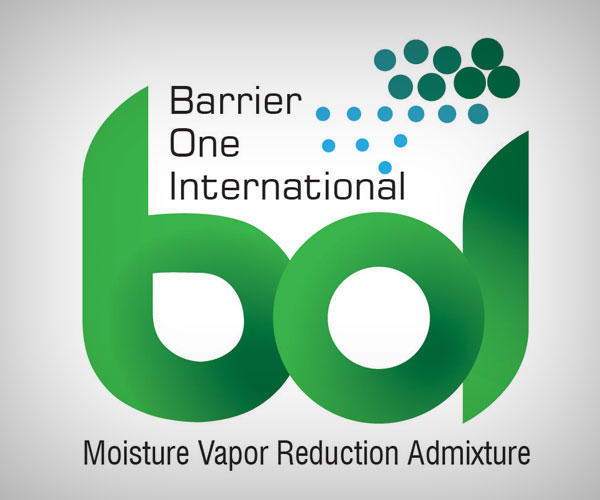 Barrier
One
International
boi
Moisture Vapor Reduction Admixture